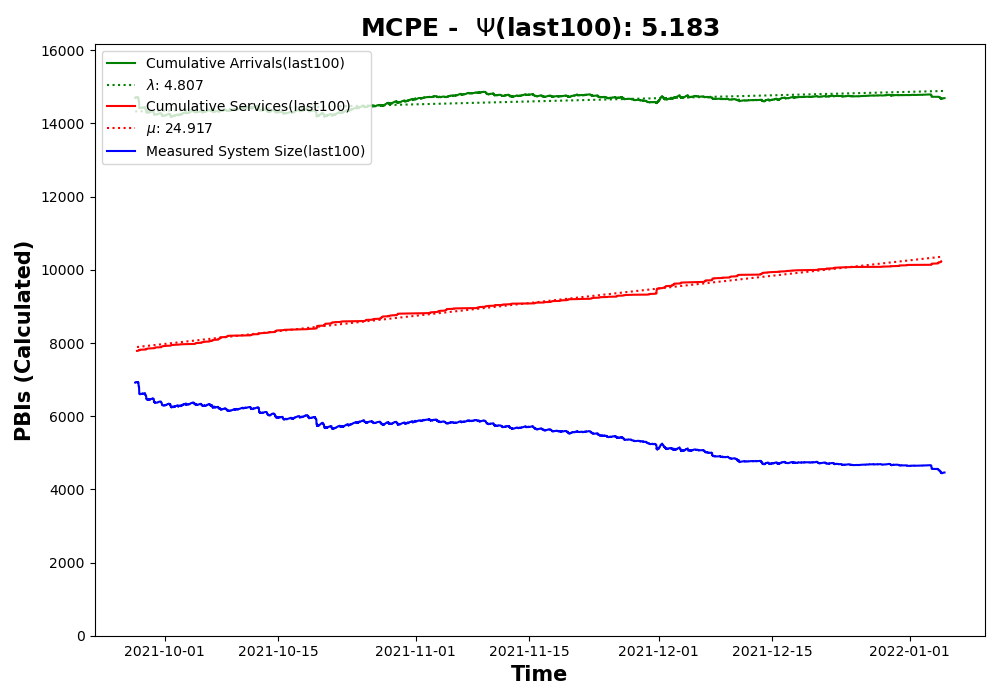 MCPE -  Ψ(last100): 5.183
Cumulative Arrivals(last100)
λ: 4.807
Cumulative Services(last100)
μ: 24.917
Measured System Size(last100)
16000
14000
12000
10000
8000
6000
4000
2000
0
PBIs (Calculated)
2021-10-01 2021-10-15 2021-11-01 2021-11-15 2021-12-01 2021-12-15 2022-01-01
Time